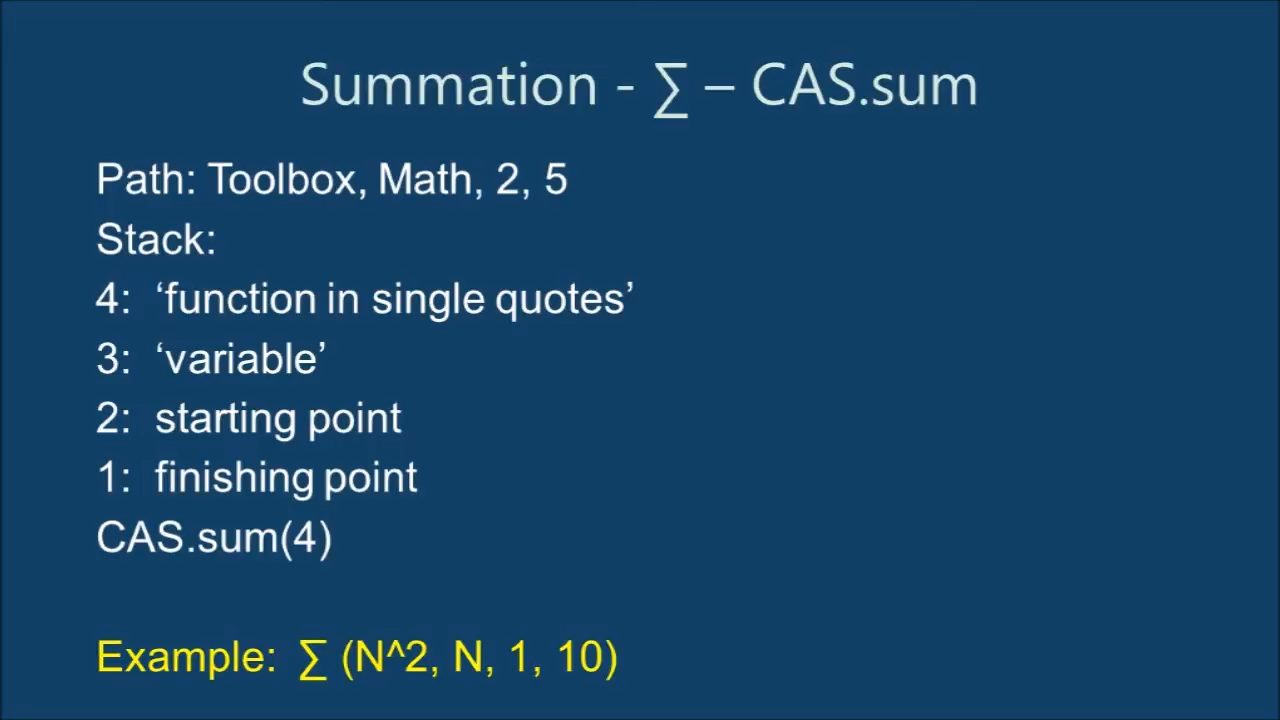 Summation - ∑ – CAS.sum
Path: Toolbox, Math, 2, 5
Stack:
4: ‘function in single quotes’
3: ‘variable’
2: starting point
1: finishing point
CAS.sum(4)
Example: ∑ (N^2, N, 1, 10)